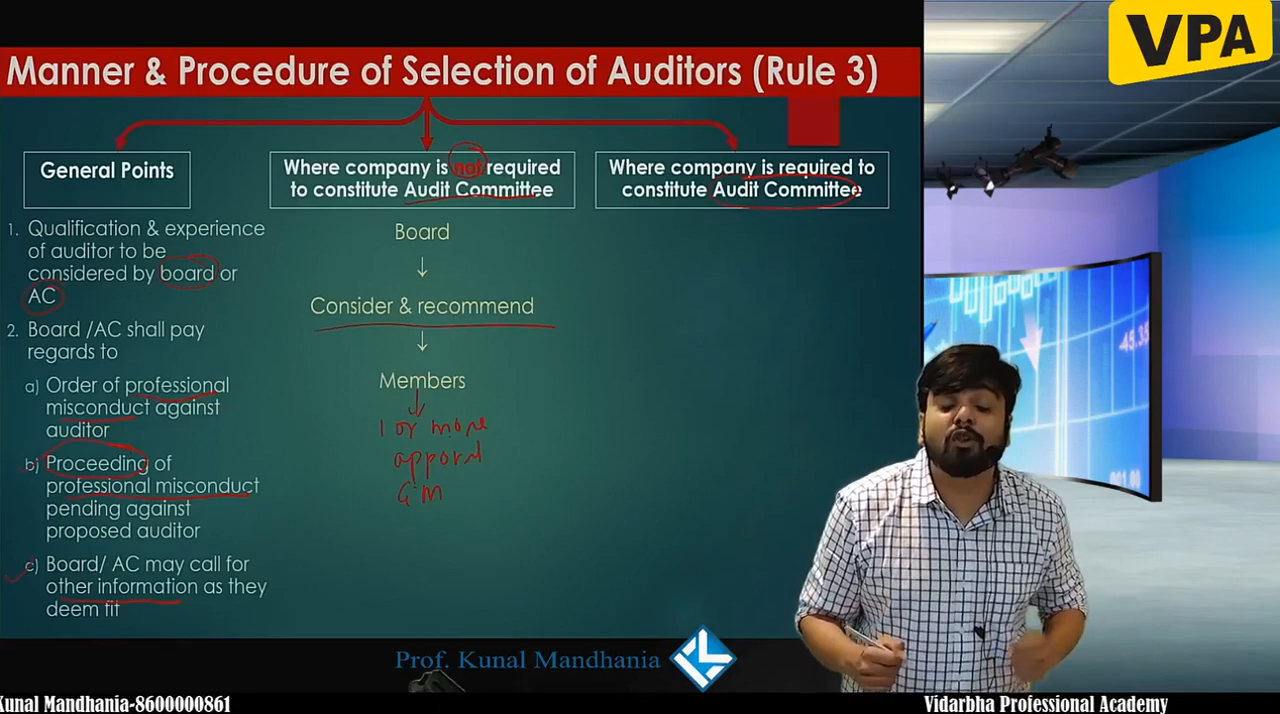 VPA
Manner & Procedure of Selection of Auditors (Rule 3)
General Points
1. Qualification & experience
of auditor to be
considered by board or
AC
2. Board /AC shall pay
regards to
a) Order of professional
misconduct against
auditor
b) Proceeding of
professional misconduct
pending against
proposed auditor
c) Board/ AC may call for
other information as they
deem fit
Where company is not required
to constitute Audit Committee
Board
↓
Consider & recommend
↓
Members
1 or more
GM
Where company is required to
constitute Audit Committee
-45.35
Prof. Kunal Mandhania
Kunal Mandhania-8600000861
Vidarbha Professional Academy